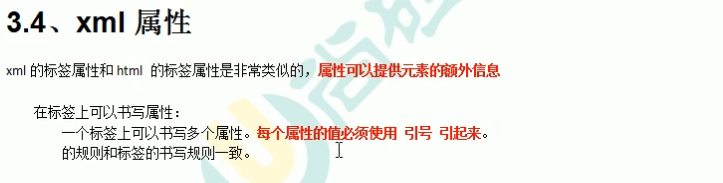 3.4、xml 属性
xml 的标签属性和 html 的标签属性是非常类似的，属性可以提供元素的额外信息
在标签上可以书写属性：
一个标签上可以书写多个属性。每个属性的值必须使用 引号 引起来。
的规则和标签的书写规则一致。